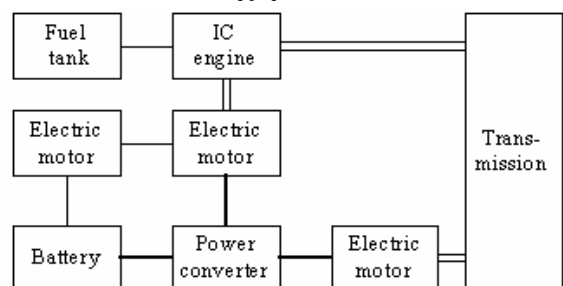 Fuel
tank
IC
engine
Electric
motor
Electric
motor
Trans-
mission
Battery
Power
converter
Electric
motor